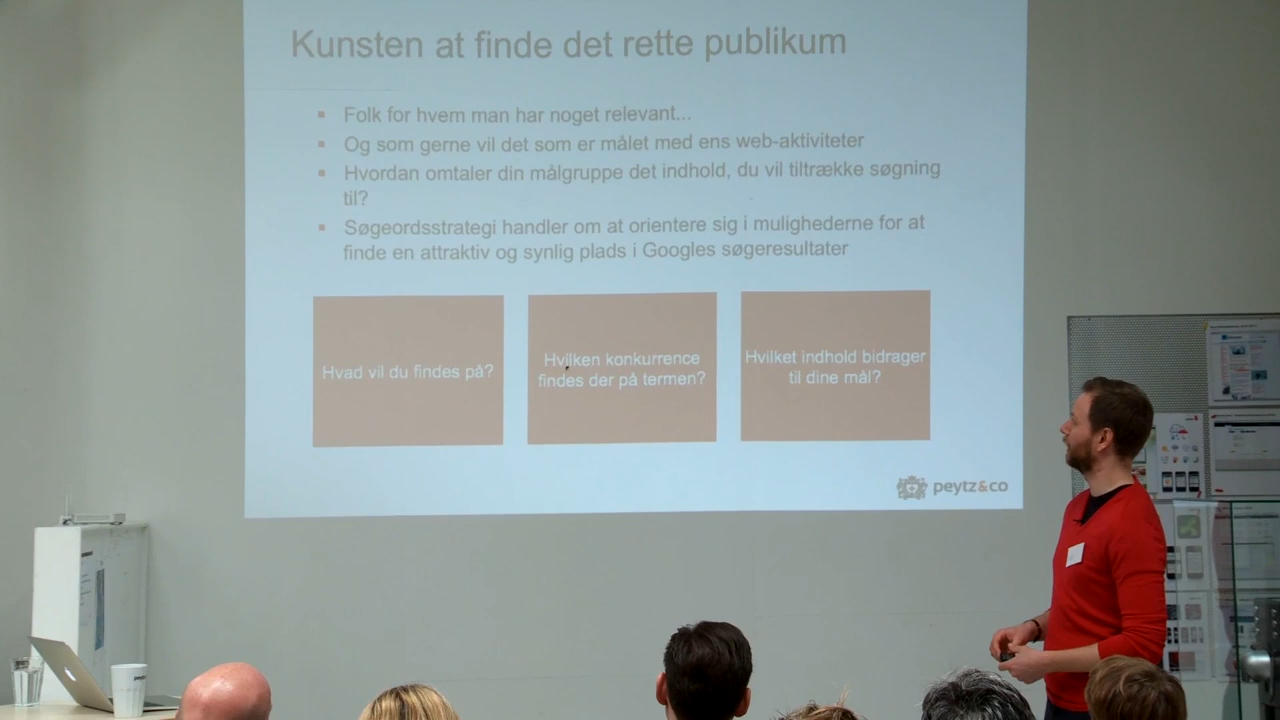 Kunsten at finde det rette publikum
Folk for hvem man har noget relevant...
Og som gerne vil det som er målet med ens web-aktiviteter
Hvordan omtaler din målgruppe det indhold, du vil tiltrække søgning
til?
Søgeordsstrategi handler om at orientere sig i mulighederne for at
finde en attraktiv og synlig plads i Googles søgeresultater
Hvad vil du findes på?
Hvilken konkurrence
findes der på termen?
Hvilket indhold bidrager
til dine mål?
peytz&co